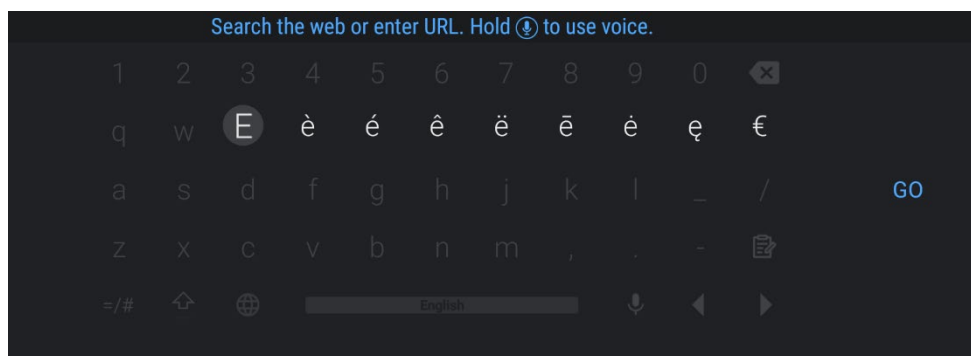 Search the web or enter URL. Hold to use voice.
1 2 3 4 5 6 7 8 9 0
q w E è é ê ë ē ė ę €
a s d f g h j k l _ / GO
z x c v b n m , . -
=/# English